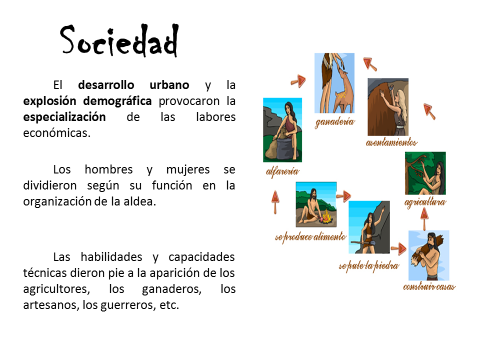 Sociedad
El desarrollo urbano y la
explosión demográfica provocaron la
especialización de las labores
económicas.
Los hombres y mujeres se
dividieron según su función en la
organización de la aldea.
Las habilidades y capacidades
técnicas dieron pie a la aparición de los
agricultores, los ganaderos, los
artesanos, los guerreros, etc.
ganadería
asentamientos
alfarería
agricultura
se produce alimento
se pule la piedra
construir casas